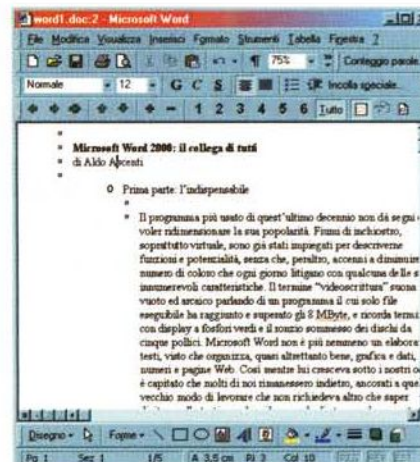 word1.doc:2 - Microsoft Word
File Modifica Visualizza Inserisci Formato Strumenti Tabella Finestra ?
75% Conteggio parole
Normale 12 G C S Incolla speciale...
1 2 3 4 5 6 Tutto
Microsoft Word 2000: il collega di tutti
di Aldo Ascenti
Prima parte: l'indispensabile
Il programma più usato di quest'ultimo decennio non dà segni
voler ridimensionare la sua popolarità. Fiumi di inchiostro,
soprattutto virtuale, sono già stati impiegati per descriverne
funzioni e potenzialità, senza che, peraltro, accenni a diminuire
numero di coloro che ogni giorno litigano con qualcuna delle s
innumerevoli caratteristiche. Il termine "videoscrittura" suona
vuoto ed arcaico parlando di un programma il cui solo file
eseguibile ha raggiunto e superato gli 8 MByte, e ricorda termi
con display a fosfori verdi e il ronzio sommesso dei dischi da
cinque pollici. Microsoft Word non è più nemmeno un elabora
testi, visto che organizza, quasi altrettanto bene, grafica e dati,
numeri e pagine Web. Così mentre lui cresceva sotto i nostri oc
è capitato che molti di noi rimanessero indietro, ancorati a que
vecchio modo di lavorare che non richiedeva altro che saper
Disegno Forme
Pg 1 Sez 1 1/5 A 3,5 cm Ri 3 Col 10